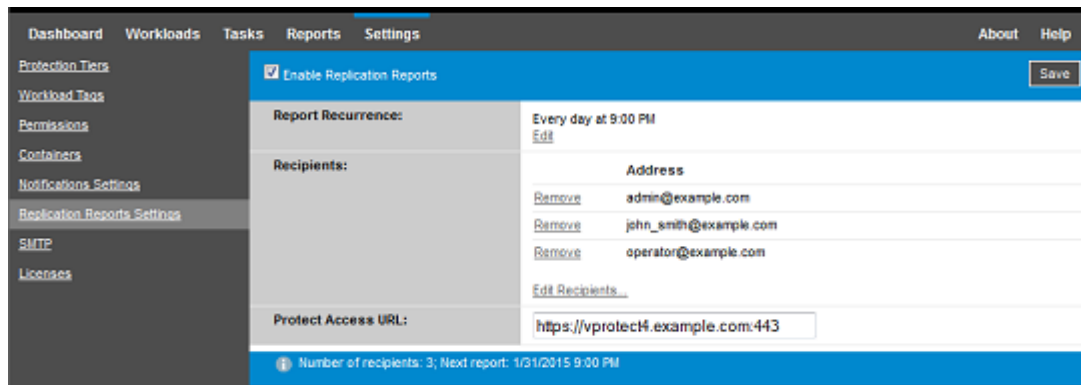 Dashboard Workloads Tasks Reports Settings About Help
Protection Tiers
Workload Tags
Permissions
Containers
Notifications Settings
Replication Reports Settings
SMTP
Licenses
Enable Replication Reports Save
Report Recurrence: Every day at 9:00 PM
Edit
Recipients:
Address
Remove admin@example.com
Remove john_smith@example.com
Remove operator@example.com
Edit Recipients...
Protect Access URL: https://vprotect4.example.com:443
Number of recipients: 3; Next report: 1/31/2015 9:00 PM